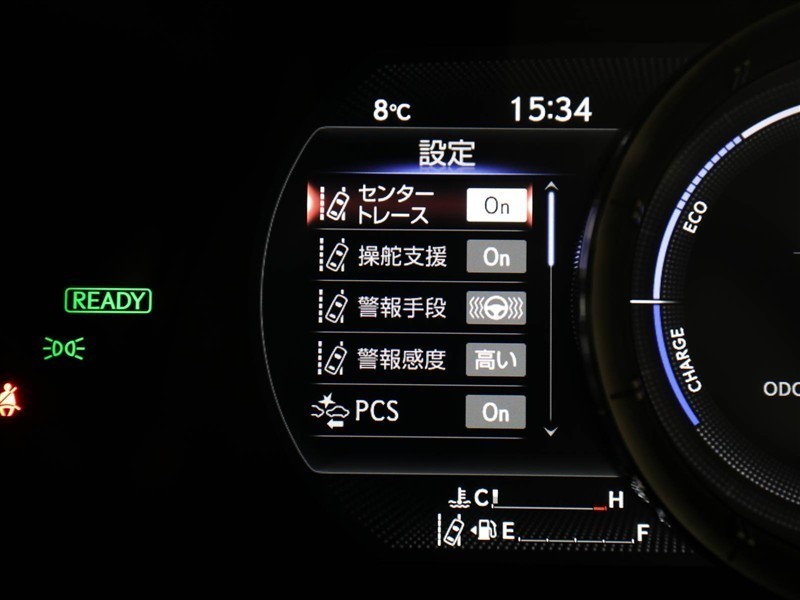 8℃
15:34
設定
センター
トレース
On
操舵支援
On
警報手段
警報感度
高い
PCS
On
READY
ECO
CHARGE
ODO
C
H
E
F